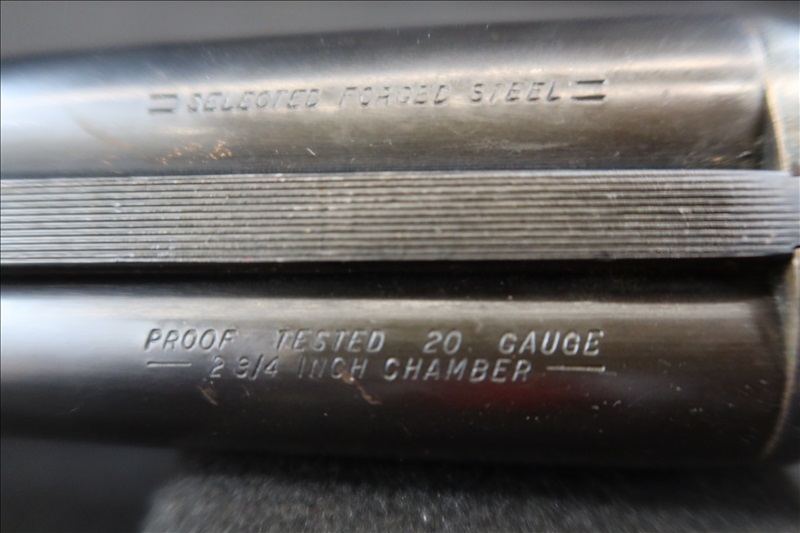 = SELECTED FORGED STEEL =
PROOF TESTED 20 GAUGE
— 2 3/4 INCH CHAMBER —